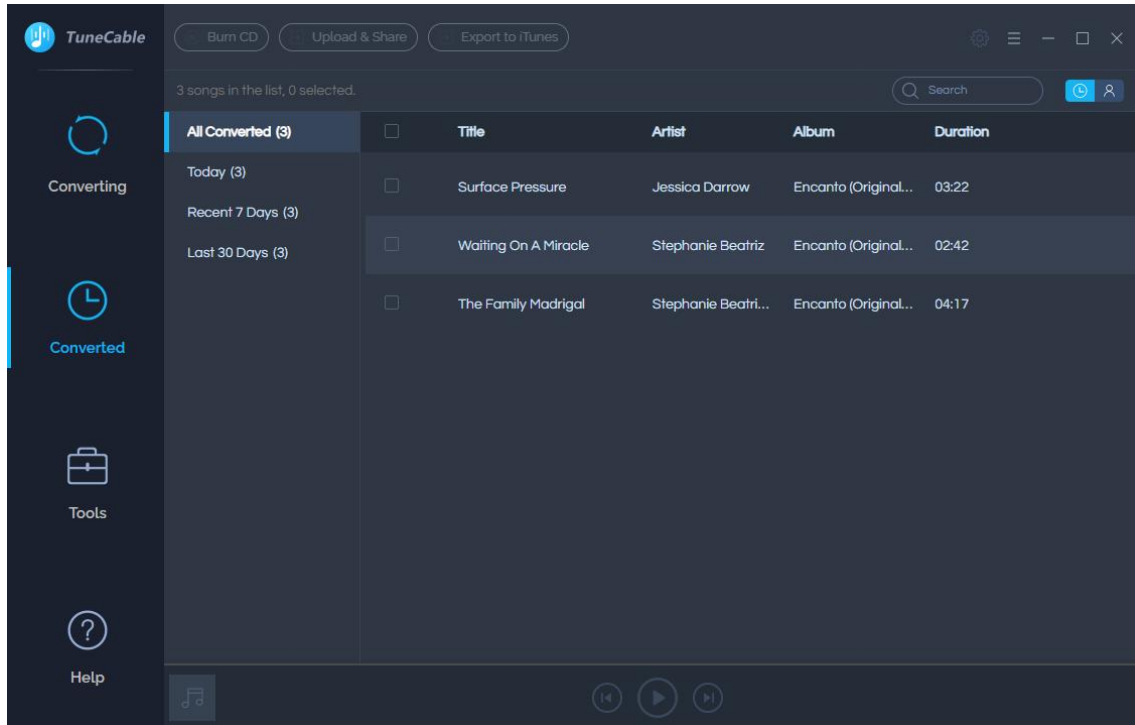 TuneCable
Burn CD Upload & Share Export to iTunes
3 songs in the list, 0 selected.
Search
Converting
Converted
Tools
Help
All Converted (3)
Today (3)
Recent 7 Days (3)
Last 30 Days (3)
Title Artist Album Duration
Surface Pressure Jessica Darrow Encanto (Original... 03:22
Waiting On A Miracle Stephanie Beatriz Encanto (Original... 02:42
The Family Madrigal Stephanie Beatri... Encanto (Original... 04:17